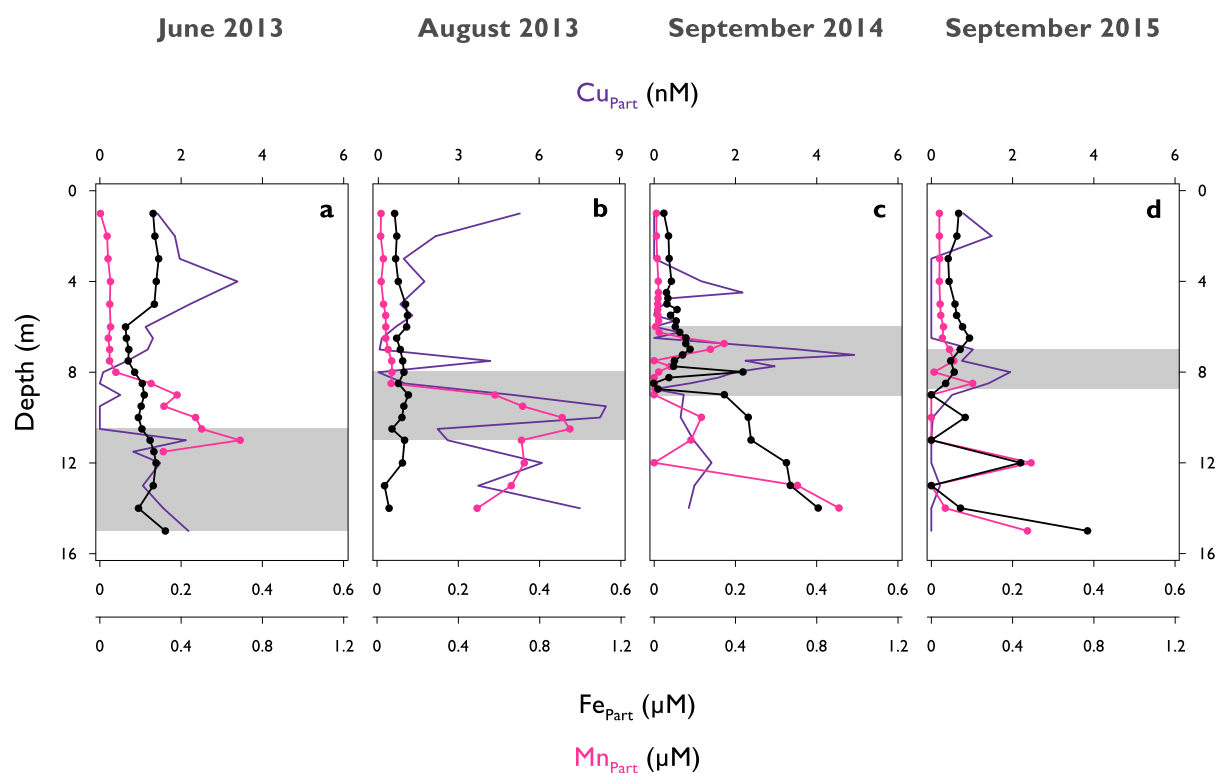 June 2013 August 2013 September 2014 September 2015
CuPart (nM)
0 2 4 6 0 3 6 9 0 2 4 6 0 2 4 6
0 a b c d 0
4 4
8 8
12 12
16 16
Depth (m)
0 0.2 0.4 0.6 0 0.2 0.4 0.6 0 0.2 0.4 0.6 0 0.2 0.4 0.6
0 0.4 0.8 1.2 0 0.4 0.8 1.2 0 0.4 0.8 1.2 0 0.4 0.8 1.2
FePart (µM)
MnPart (µM)